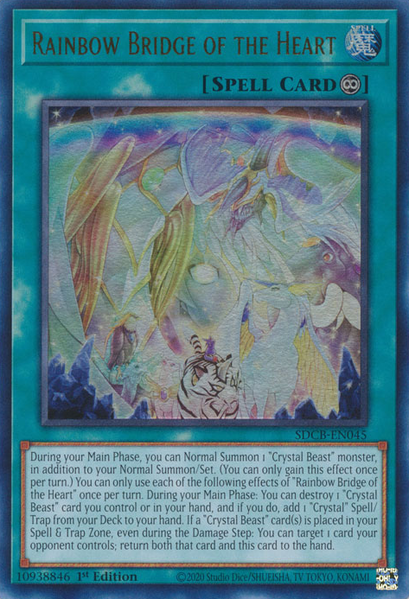 RAINBOW BRIDGE OF THE HEART
SPELL
魔
[SPELL CARD]
SDCB-EN045
During your Main Phase, you can Normal Summon 1 "Crystal Beast" monster,
in addition to your Normal Summon/Set. (You can only gain this effect once
per turn.) You can only use each of the following effects of "Rainbow Bridge of
the Heart" once per turn. During your Main Phase: You can destroy 1 "Crystal
Beast" card you control or in your hand, and if you do, add 1 "Crystal" Spell/
Trap from your Deck to your hand. If a "Crystal Beast" card(s) is placed in your
Spell & Trap Zone, even during the Damage Step: You can target 1 card your
opponent controls; return both that card and this card to the hand.
10938846 1st Edition ©2020 Studio Dice/SHUEISHA, TV TOKYO, KONAMI